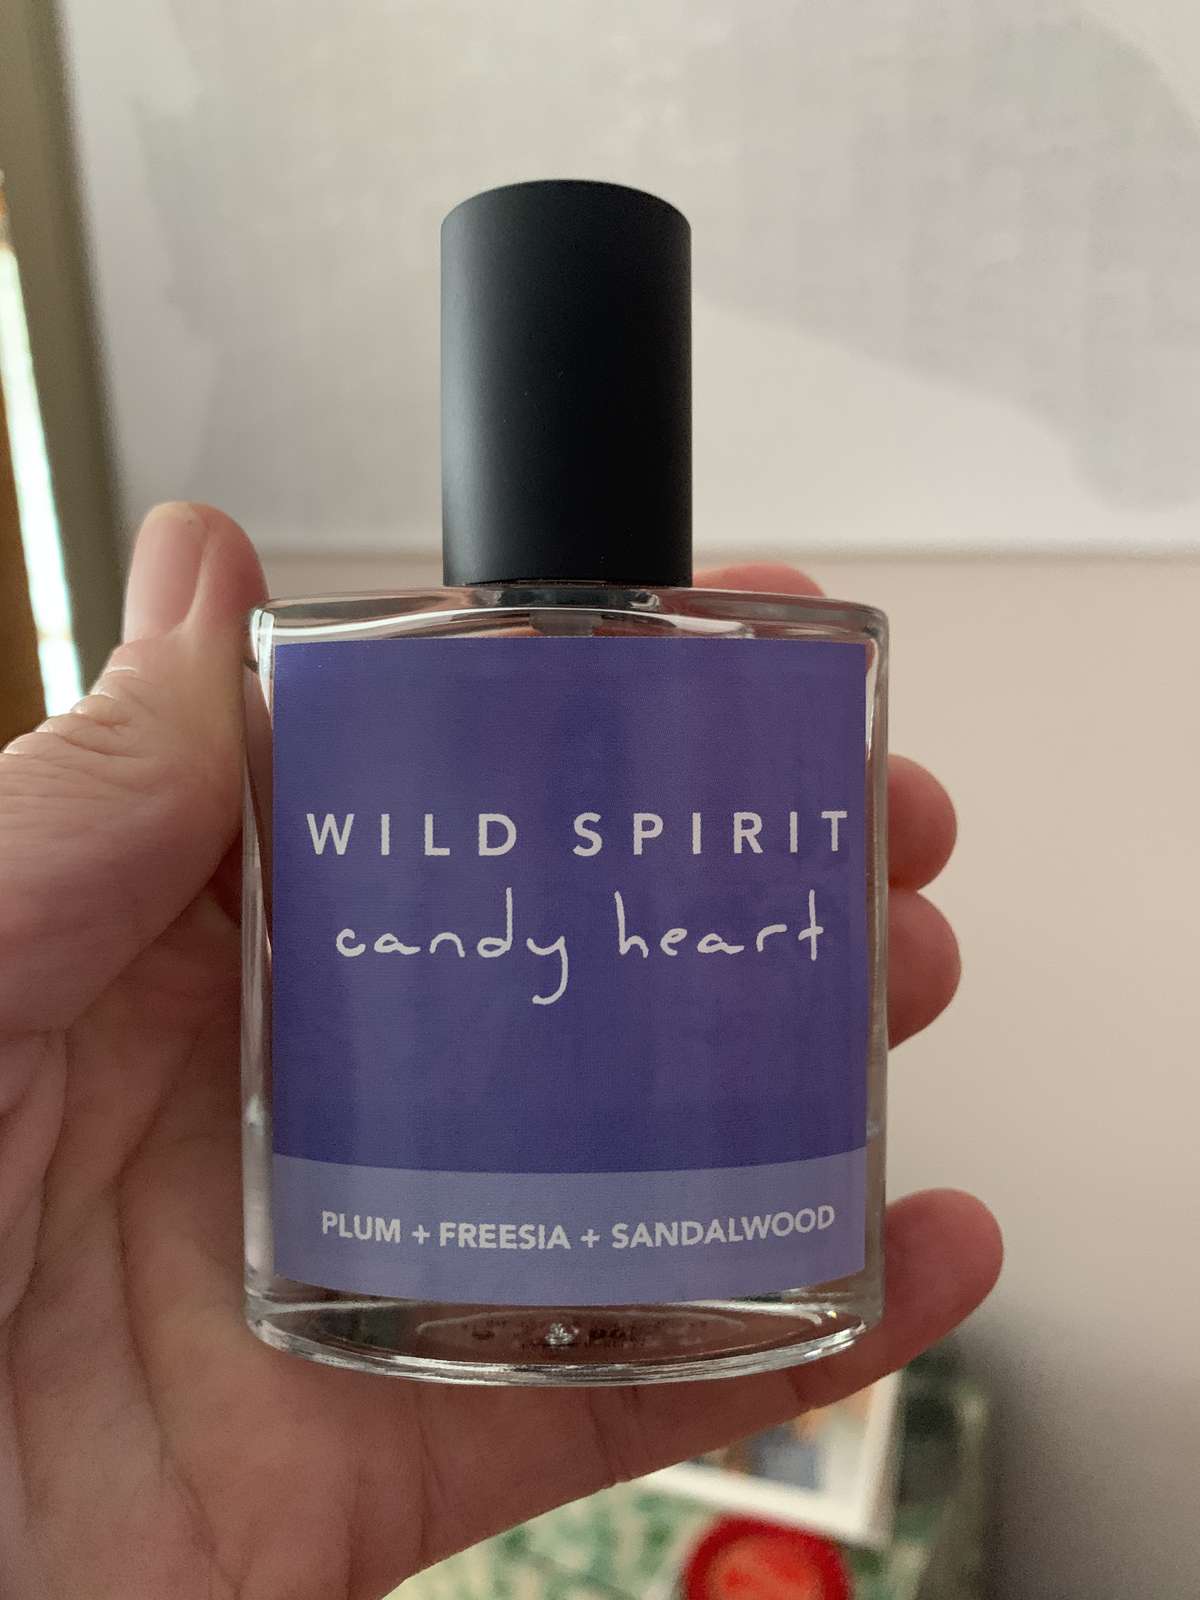 WILD SPIRIT
candy heart
PLUM + FREESIA + SANDALWOOD